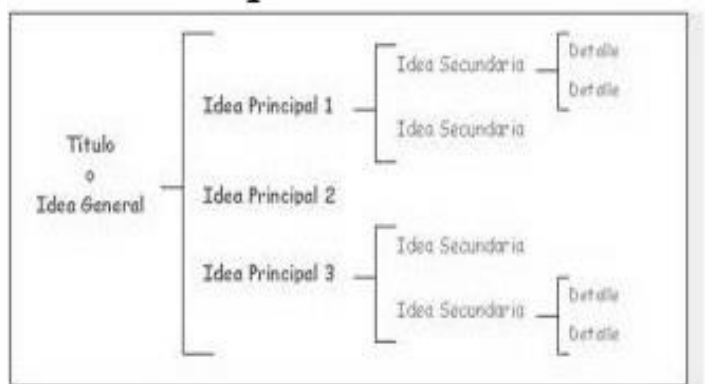 Título
o
Idea General
Idea Principal 1
Idea Secundaria
Detalle
Detalle
Idea Secundaria
Idea Principal 2
Idea Principal 3
Idea Secundaria
Idea Secundaria
Detalle
Detalle